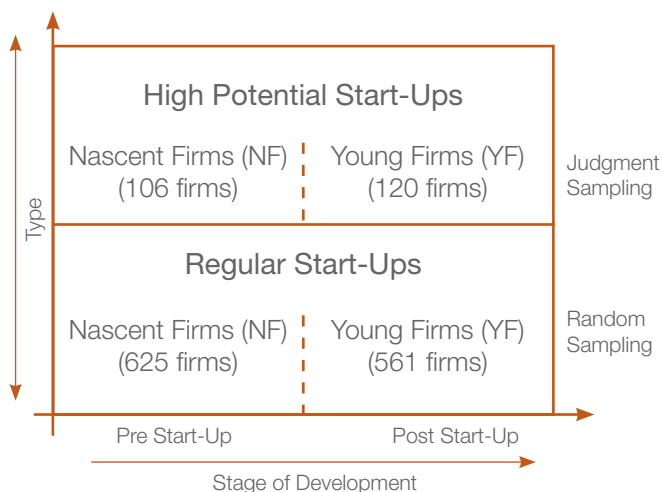 High Potential Start-Ups
Nascent Firms (NF)
(106 firms)
Young Firms (YF)
(120 firms)
Judgment
Sampling
Type
Regular Start-Ups
Nascent Firms (NF)
(625 firms)
Young Firms (YF)
(561 firms)
Random
Sampling
Pre Start-Up
Post Start-Up
Stage of Development